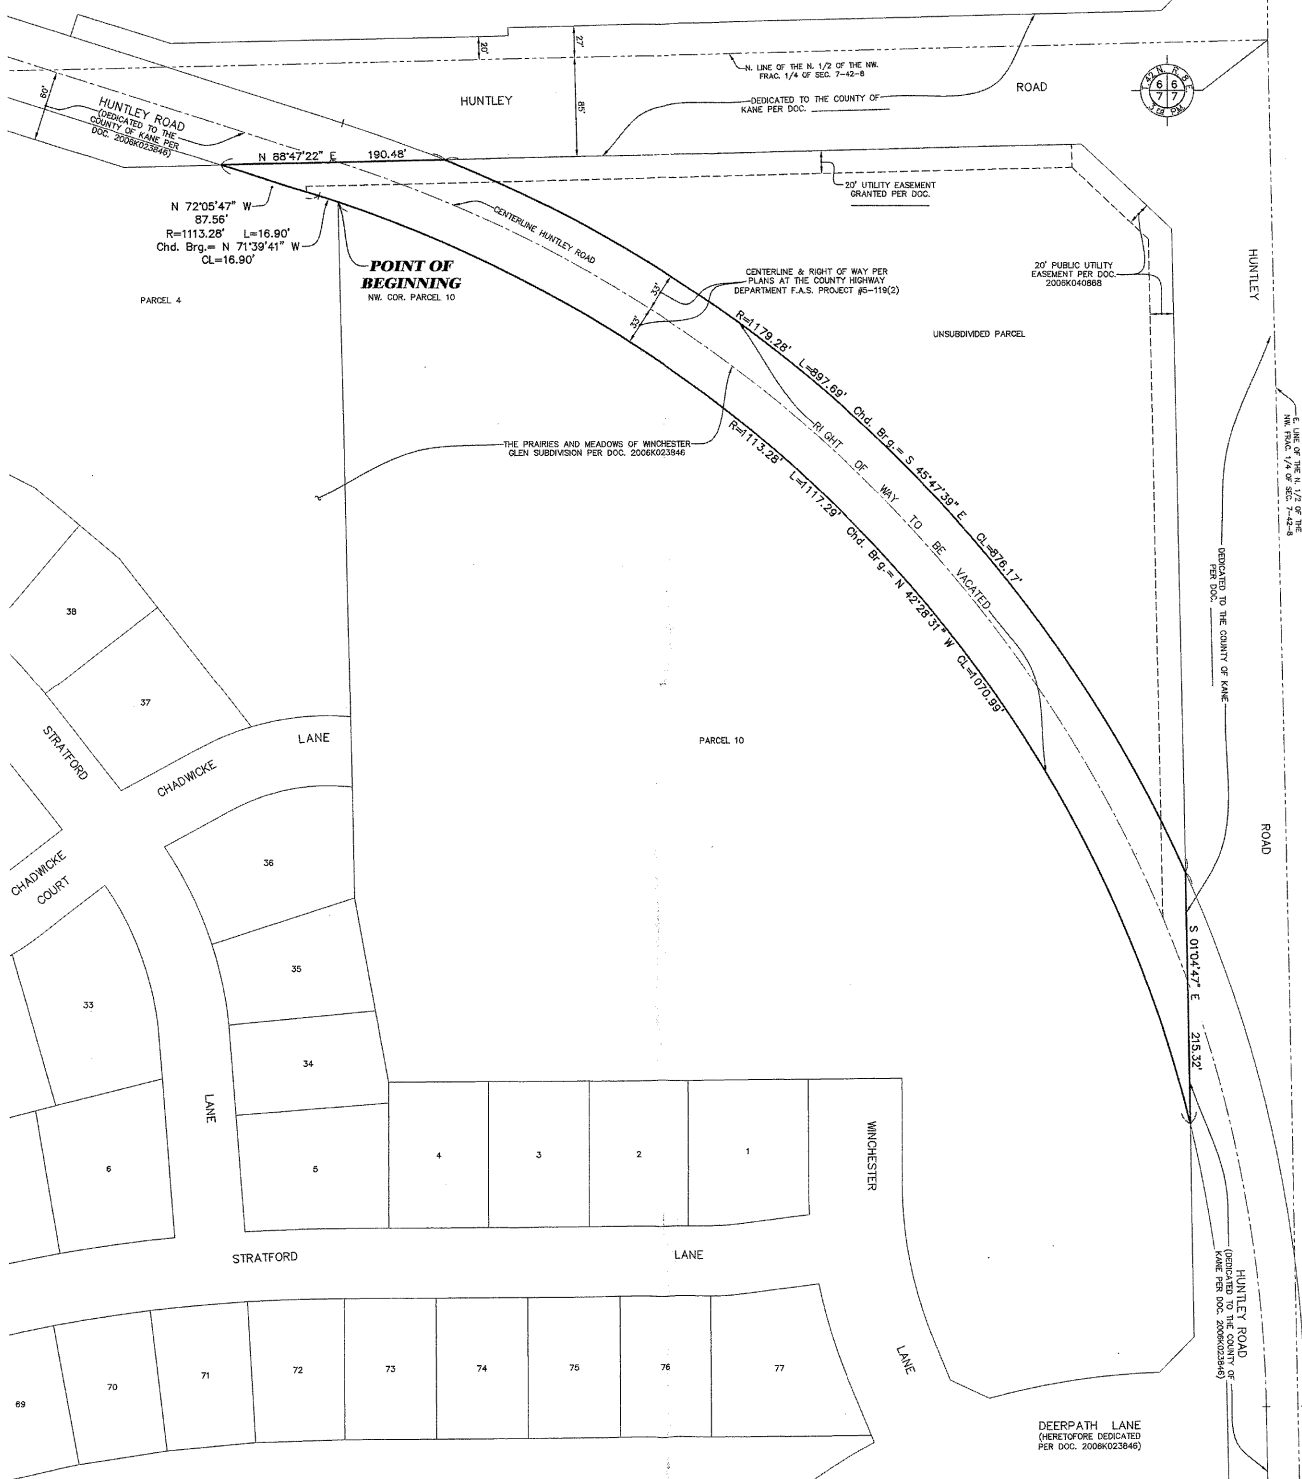 20'
27'
N. LINE OF THE N. 1/2 OF THE NW.
FRAC. 1/4 OF SEC. 7-42-8
60'
HUNTLEY ROAD
(DEDICATED TO THE
COUNTY OF KANE PER
DOC. 2006K023846)
HUNTLEY
85'
DEDICATED TO THE COUNTY OF
KANE PER DOC.
ROAD
T 42 N, R 8 E
6 6
7 7
3 RD PM
N 88°47'22" E 190.48'
20' UTILITY EASEMENT
GRANTED PER DOC.
N 72°05'47" W
87.56'
R=1113.28' L=16.90'
Chd. Brg.= N 71°39'41" W
CL=16.90'
CENTERLINE HUNTLEY ROAD
POINT OF
BEGINNING
NW. COR. PARCEL 10
PARCEL 4
33'
33'
CENTERLINE & RIGHT OF WAY PER
PLANS AT THE COUNTY HIGHWAY
DEPARTMENT F.A.S. PROJECT #5-119(2)
20' PUBLIC UTILITY
EASEMENT PER DOC.
2006K040868
HUNTLEY
UNSUBDIVIDED PARCEL
R=1179.28' L=897.69' Chd. Brg.= S 45°47'39" E CL=876.17'
RIGHT OF WAY TO BE VACATED
R=1113.28' L=1117.29' Chd. Brg.= N 42°28'31" W CL=1070.99'
THE PRAIRIES AND MEADOWS OF WINCHESTER
GLEN SUBDIVISION PER DOC. 2006K023846
E. LINE OF THE N. 1/2 OF THE
NW. FRAC. 1/4 OF SEC. 7-42-8
DEDICATED TO THE COUNTY OF KANE
PER DOC.
38
37
STRATFORD
CHADWICKE
LANE
PARCEL 10
ROAD
CHADWICKE
COURT
36
35
33
34
S 01°04'47" E 215.32'
LANE
6
5
4
3
2
1
WINCHESTER
STRATFORD
LANE
HUNTLEY ROAD
(DEDICATED TO THE COUNTY OF
KANE PER DOC. 2006K023846)
69
70
71
72
73
74
75
76
77
LANE
DEERPATH LANE
(HERETOFORE DEDICATED
PER DOC. 2006K023846)